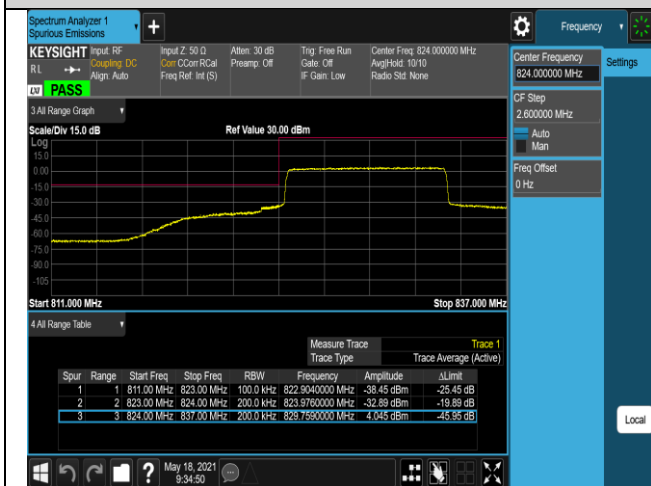 Spectrum Analyzer 1
Spurious Emissions
Frequency
KEYSIGHT
RL
Input: RF
Coupling: DC
Align: Auto
Input Z: 50 Ω
Corr CCorr RCal
Freq Ref: Int (S)
Atten: 30 dB
Preamp: Off
Trig: Free Run
Gate: Off
IF Gain: Low
Center Freq: 824.000000 MHz
Avg|Hold: 10/10
Radio Std: None
LXI PASS
Center Frequency
824.000000 MHz
Settings
CF Step
2.600000 MHz
Auto
Man
Freq Offset
0 Hz
3 All Range Graph
Scale/Div 15.0 dB Ref Value 30.00 dBm
Log
15.0
0.00
-15.0
-30.0
-45.0
-60.0
-75.0
-90.0
-105
Start 811.000 MHz Stop 837.000 MHz
4 All Range Table
Measure Trace Trace 1
Trace Type Trace Average (Active)
Spur Range Start Freq Stop Freq RBW Frequency Amplitude ΔLimit
1 1 811.00 MHz 823.00 MHz 100.0 kHz 822.9040000 MHz -38.45 dBm -25.45 dB
2 2 823.00 MHz 824.00 MHz 200.0 kHz 823.9760000 MHz -32.89 dBm -19.89 dB
3 3 824.00 MHz 837.00 MHz 200.0 kHz 829.7590000 MHz 4.045 dBm -45.95 dB
Local
May 18, 2021
9:34:50